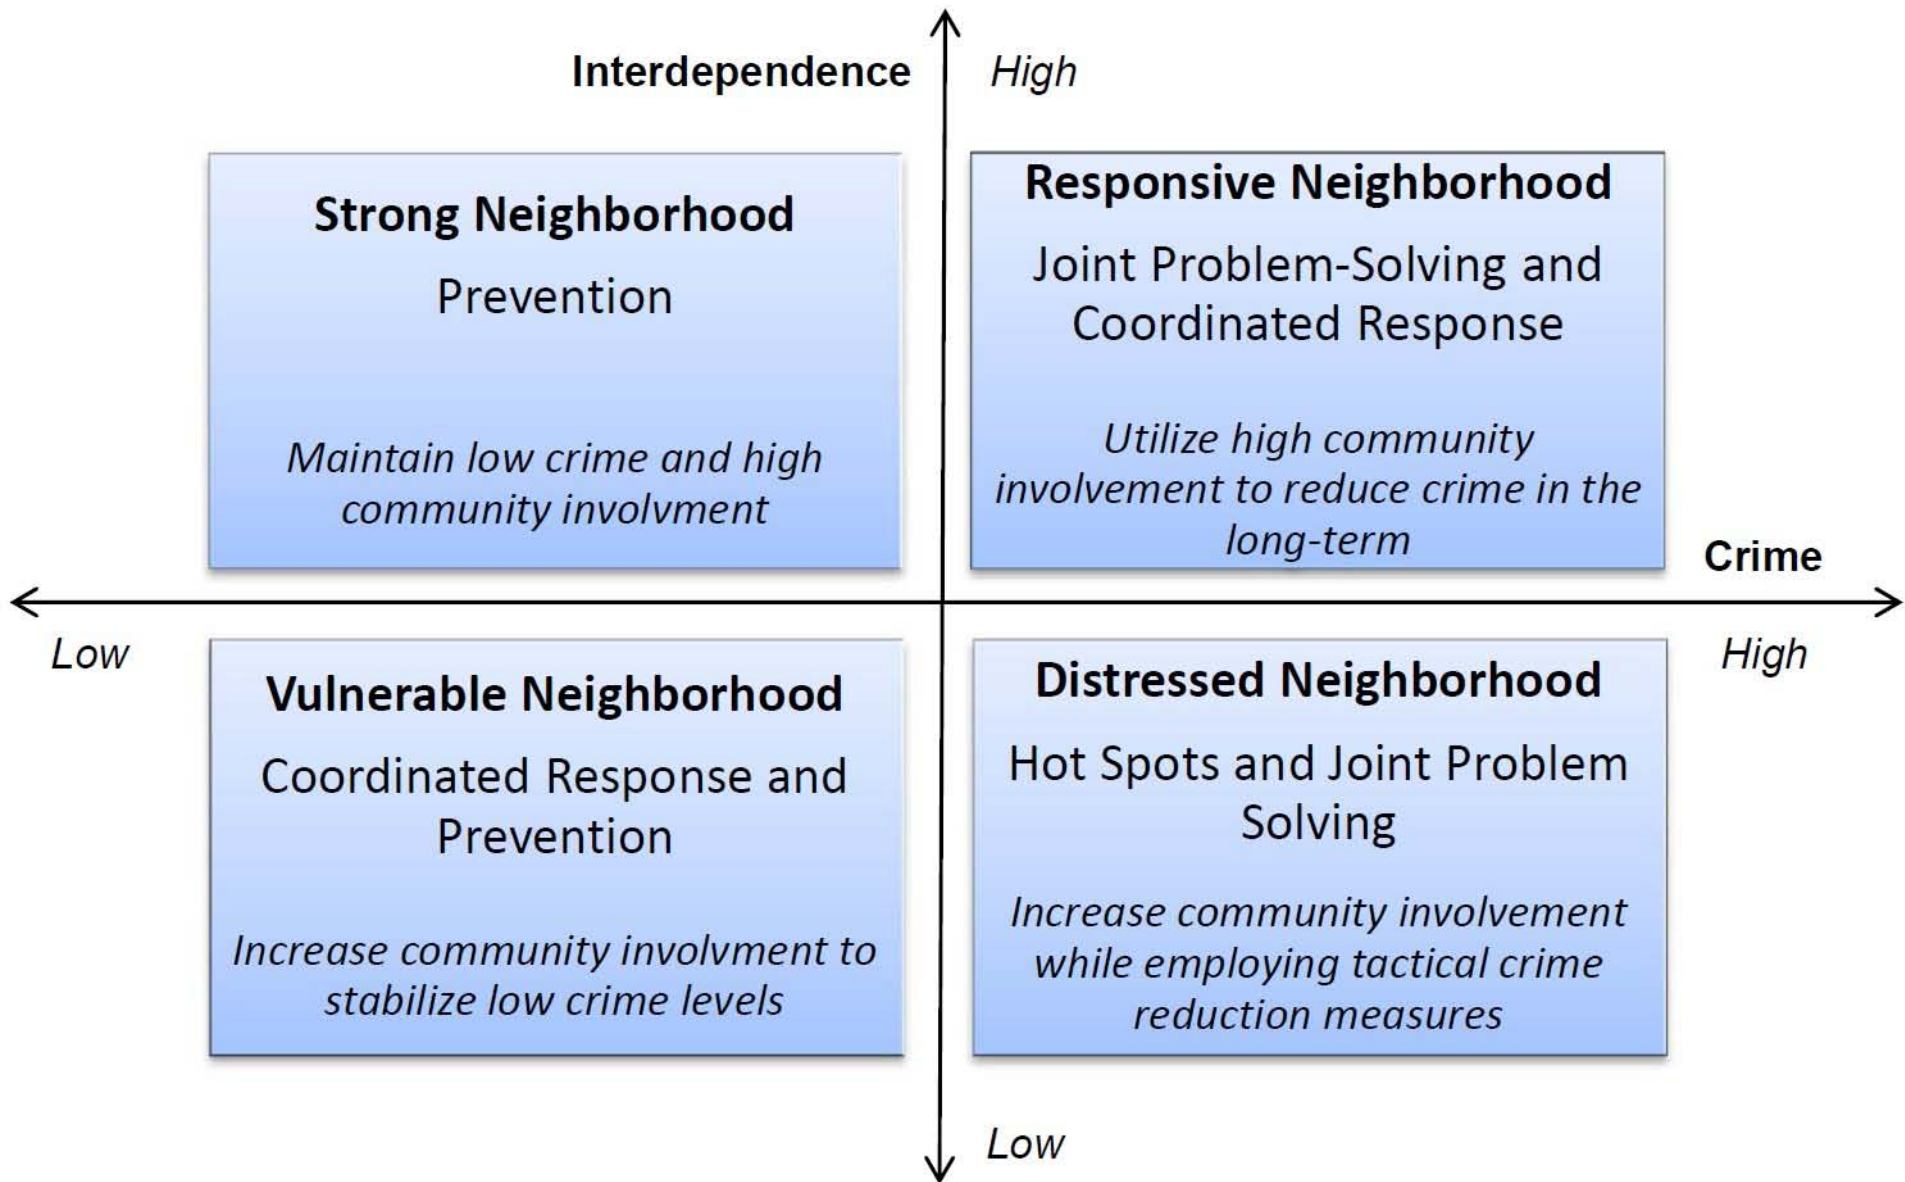 Interdependence
High
Strong Neighborhood
Prevention
Maintain low crime and high
community involvment
Responsive Neighborhood
Joint Problem-Solving and
Coordinated Response
Utilize high community
involvement to reduce crime in the
long-term
Crime
Low
High
Vulnerable Neighborhood
Coordinated Response and
Prevention
Increase community involvment to
stabilize low crime levels
Distressed Neighborhood
Hot Spots and Joint Problem
Solving
Increase community involvement
while employing tactical crime
reduction measures
Low